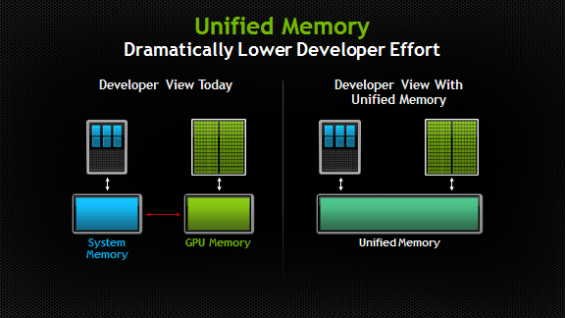 Unified Memory
Dramatically Lower Developer Effort
Developer View Today
System
Memory
GPU Memory
Developer View With
Unified Memory
Unified Memory